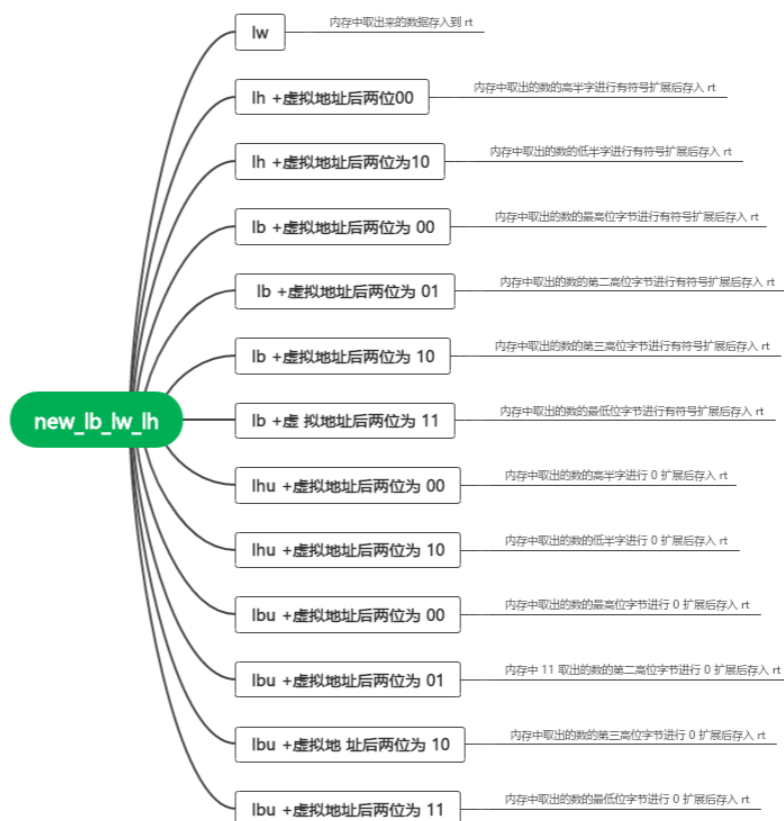 lw
内存中取出来的数据存入到 rt
lh +虚拟地址后两位00
内存中取出的数的高半字进行有符号扩展后存入 rt
lh +虚拟地址后两位为10
内存中取出的数的低半字进行有符号扩展后存入 rt
lb +虚拟地址后两位为 00
内存中取出的数的最高位字节进行有符号扩展后存入 rt
lb +虚拟地址后两位为 01
内存中取出的数的第二高位字节进行有符号扩展后存入 rt
lb +虚拟地址后两位为 10
内存中取出的数的第三高位字节进行有符号扩展后存入 rt
new_lb_lw_lh
lb +虚 拟地址后两位为 11
内存中取出的数的最低位字节进行有符号扩展后存入 rt
lhu +虚拟地址后两位为 00
内存中取出的数的高半字进行 0 扩展后存入 rt
lhu +虚拟地址后两位为 10
内存中取出的数的低半字进行 0 扩展后存入 rt
lbu +虚拟地址后两位为 00
内存中取出的数的最高位字节进行 0 扩展后存入 rt
lbu +虚拟地址后两位为 01
内存中 11 取出的数的第二高位字节进行 0 扩展后存入 rt
lbu +虚拟地 址后两位为 10
内存中取出的数的第三高位字节进行 0 扩展后存入 rt
lbu +虚拟地址后两位为 11
内存中取出的数的最低位字节进行 0 扩展后存入 rt